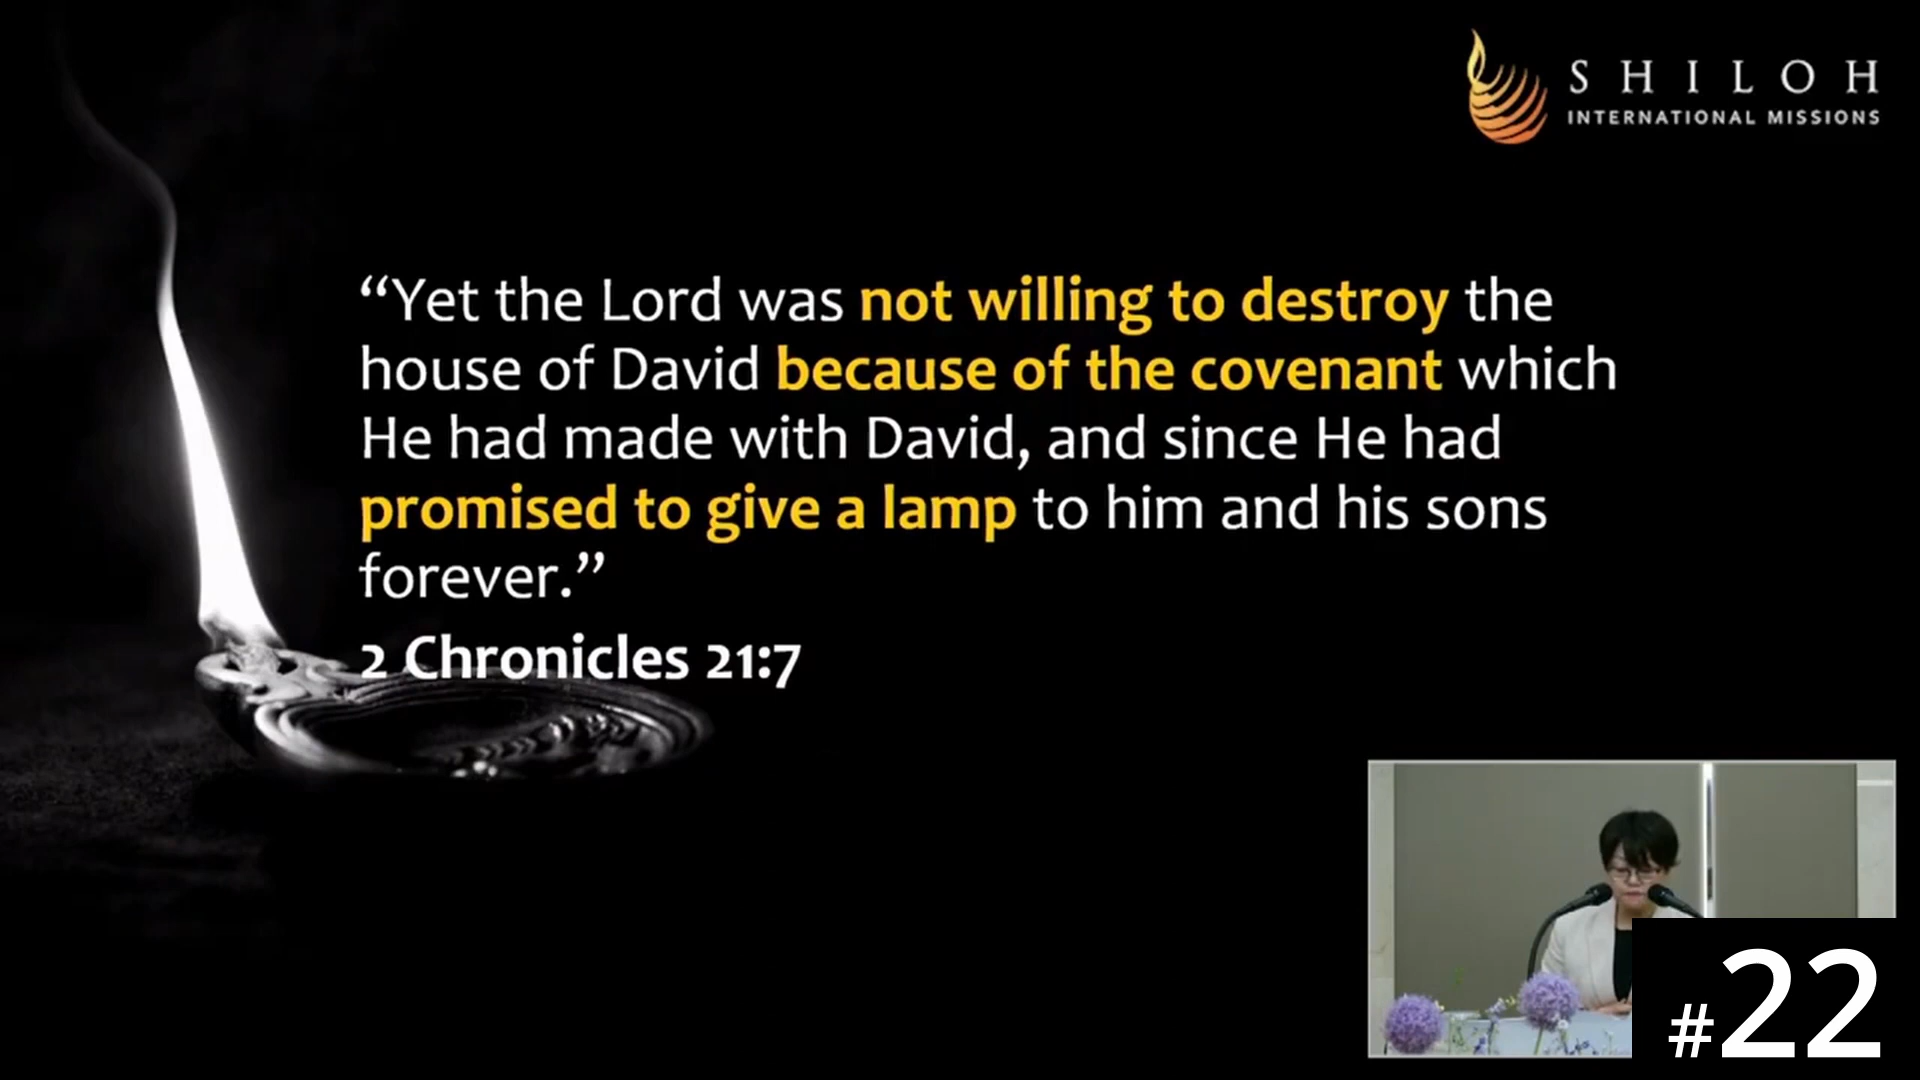 SHILOH
INTERNATIONAL MISSIONS
“Yet the Lord was not willing to destroy the
house of David because of the covenant which
He had made with David, and since He had
promised to give a lamp to him and his sons
forever.”
2 Chronicles 21:7
#22